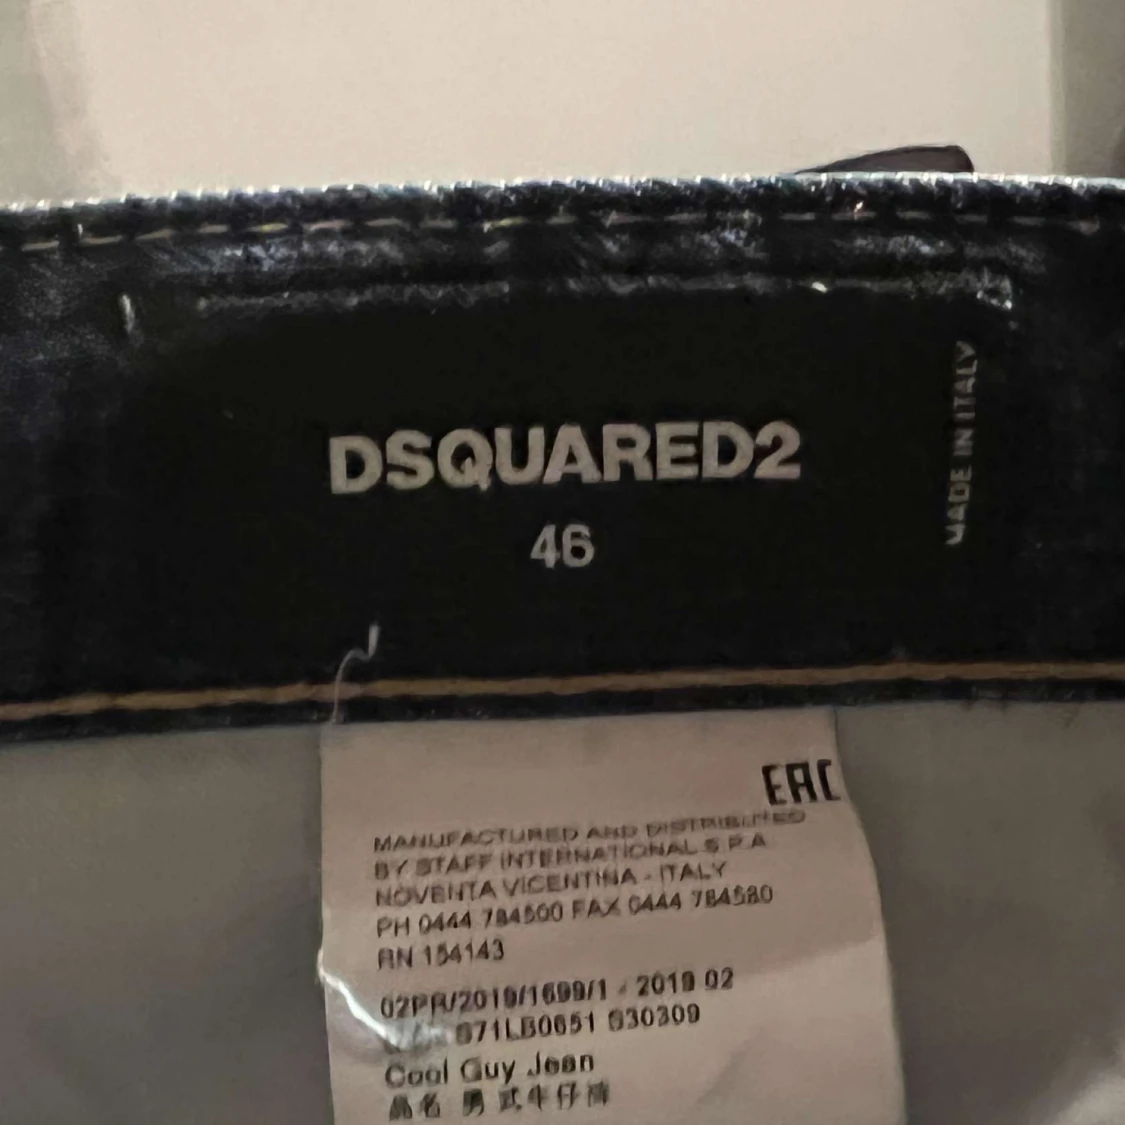 DSQUARED2
46
MADE IN ITALY
EAC
MANUFACTURED AND DISTRIBUTED
BY STAFF INTERNATIONAL S.P.A
NOVENTA VICENTINA - ITALY
PH 0444 784500 FAX 0444 784580
RN 154143
02PR/2019/1699/1 - 2019 02
S71LB0651 S30309
Cool Guy Jean
品名 男式牛仔裤